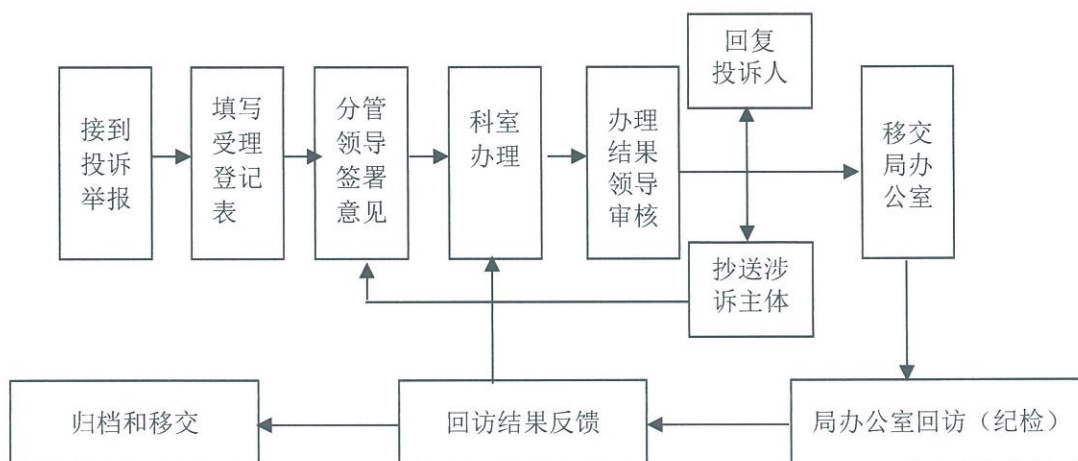 接到
投诉
举报
填写
受理
登记
表
分管
领导
签署
意见
科室
办理
办理
结果
领导
审核
回复
投诉人
抄送涉
诉主体
移交
局办
公室
归档和移交
回访结果反馈
局办公室回访（纪检）